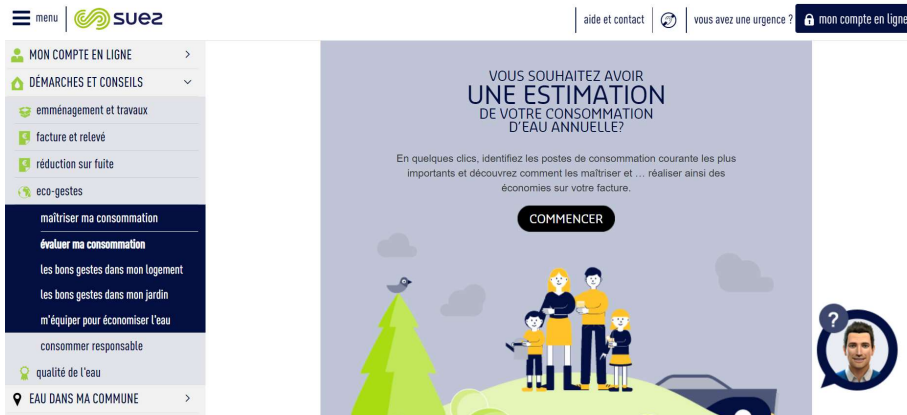 menu
suez
aide et contact
vous avez une urgence ?
mon compte en ligne
MON COMPTE EN LIGNE
DÉMARCHES ET CONSEILS
emménagement et travaux
facture et relevé
réduction sur fuite
eco-gestes
maîtriser ma consommation
évaluer ma consommation
les bons gestes dans mon logement
les bons gestes dans mon jardin
m'équiper pour économiser l'eau
consommer responsable
qualité de l'eau
EAU DANS MA COMMUNE
VOUS SOUHAITEZ AVOIR
UNE ESTIMATION
DE VOTRE CONSOMMATION
D'EAU ANNUELLE?
En quelques clics, identifiez les postes de consommation courante les plus
importants et découvrez comment les maîtriser et … réaliser ainsi des
économies sur votre facture.
COMMENCER
?